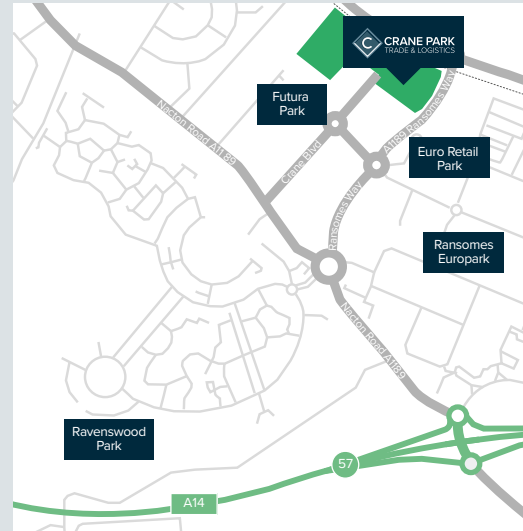 C
CRANE PARK
TRADE & LOGISTICS
Futura
Park
Nacton Road A1189
Crane Blvd
A1189 Ransomes Way
Euro Retail
Park
Ransomes Way
Ransomes
Europark
Nacton Road A1189
Ravenswood
Park
57
A14